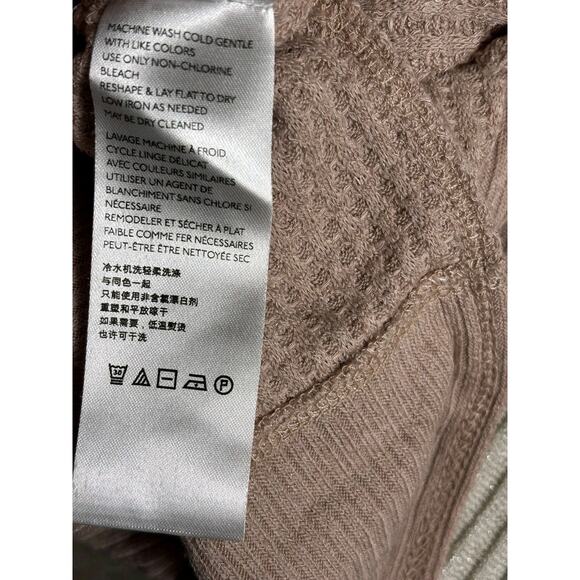 MACHINE WASH COLD GENTLE
WITH LIKE COLORS
USE ONLY NON-CHLORINE
BLEACH
RESHAPE & LAY FLAT TO DRY
LOW IRON AS NEEDED
MAY BE DRY CLEANED
LAVAGE MACHINE À FROID
CYCLE LINGE DÉLICAT
AVEC COULEURS SIMILAIRES
UTILISER UN AGENT DE
BLANCHIMENT SANS CHLORE SI
NÉCESSAIRE
REMODELER ET SÉCHER À PLAT
FAIBLE COMME FER NÉCESSAIRES
PEUT-ÊTRE ÊTRE NETTOYÉE SEC
冷水机洗轻柔洗涤
与同色一起
只能使用非含氯漂白剂
重塑和平放晾干
如果需要，低温熨烫
也许可干洗
30 P